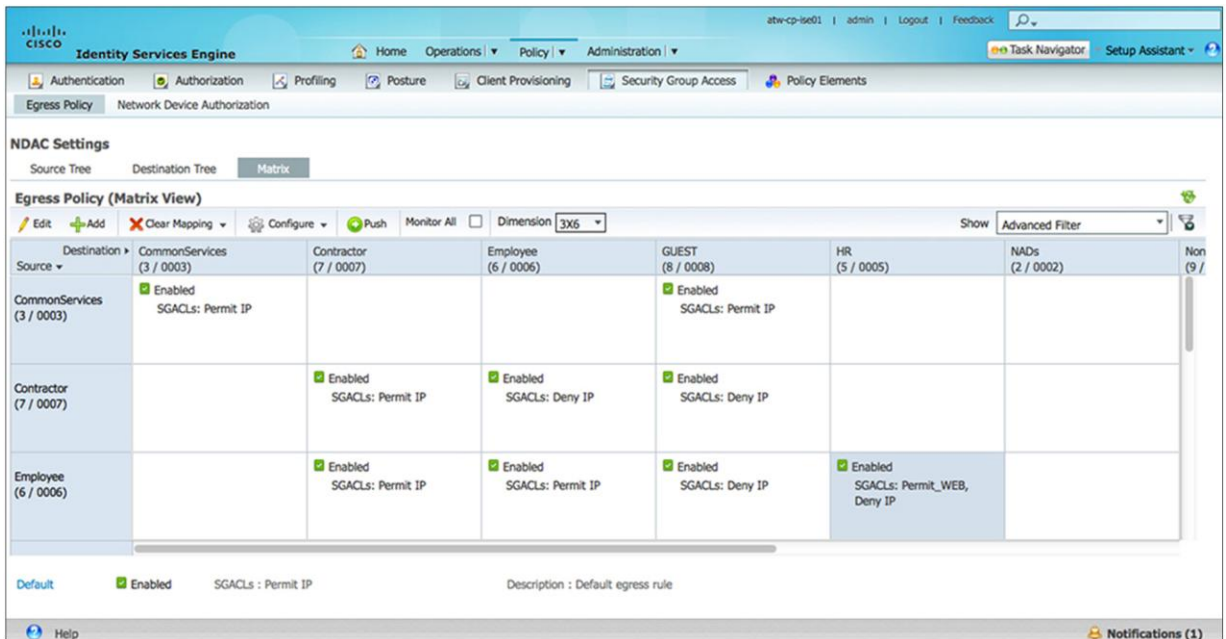 atw-cp-ise01 | admin | Logout | Feedback
CISCO
Identity Services Engine
Home Operations | Policy | Administration |
Task Navigator Setup Assistant
Authentication Authorization Profiling Posture Client Provisioning Security Group Access Policy Elements
Egress Policy Network Device Authorization
NDAC Settings
Source Tree Destination Tree Matrix
Egress Policy (Matrix View)
Edit Add Clear Mapping Configure Push Monitor All Dimension 3X6 Show Advanced Filter
Destination CommonServices Contractor Employee GUEST HR NADs Non
Source (3 / 0003) (7 / 0007) (6 / 0006) (8 / 0008) (5 / 0005) (2 / 0002) (9 /
CommonServices
(3 / 0003)
Enabled
SGACLs: Permit IP
Enabled
SGACLs: Permit IP
Contractor
(7 / 0007)
Enabled
SGACLs: Permit IP
Enabled
SGACLs: Deny IP
Enabled
SGACLs: Deny IP
Employee
(6 / 0006)
Enabled
SGACLs: Permit IP
Enabled
SGACLs: Permit IP
Enabled
SGACLs: Deny IP
Enabled
SGACLs: Permit_WEB,
Deny IP
Default Enabled SGACLs : Permit IP Description : Default egress rule
Help Notifications (1)